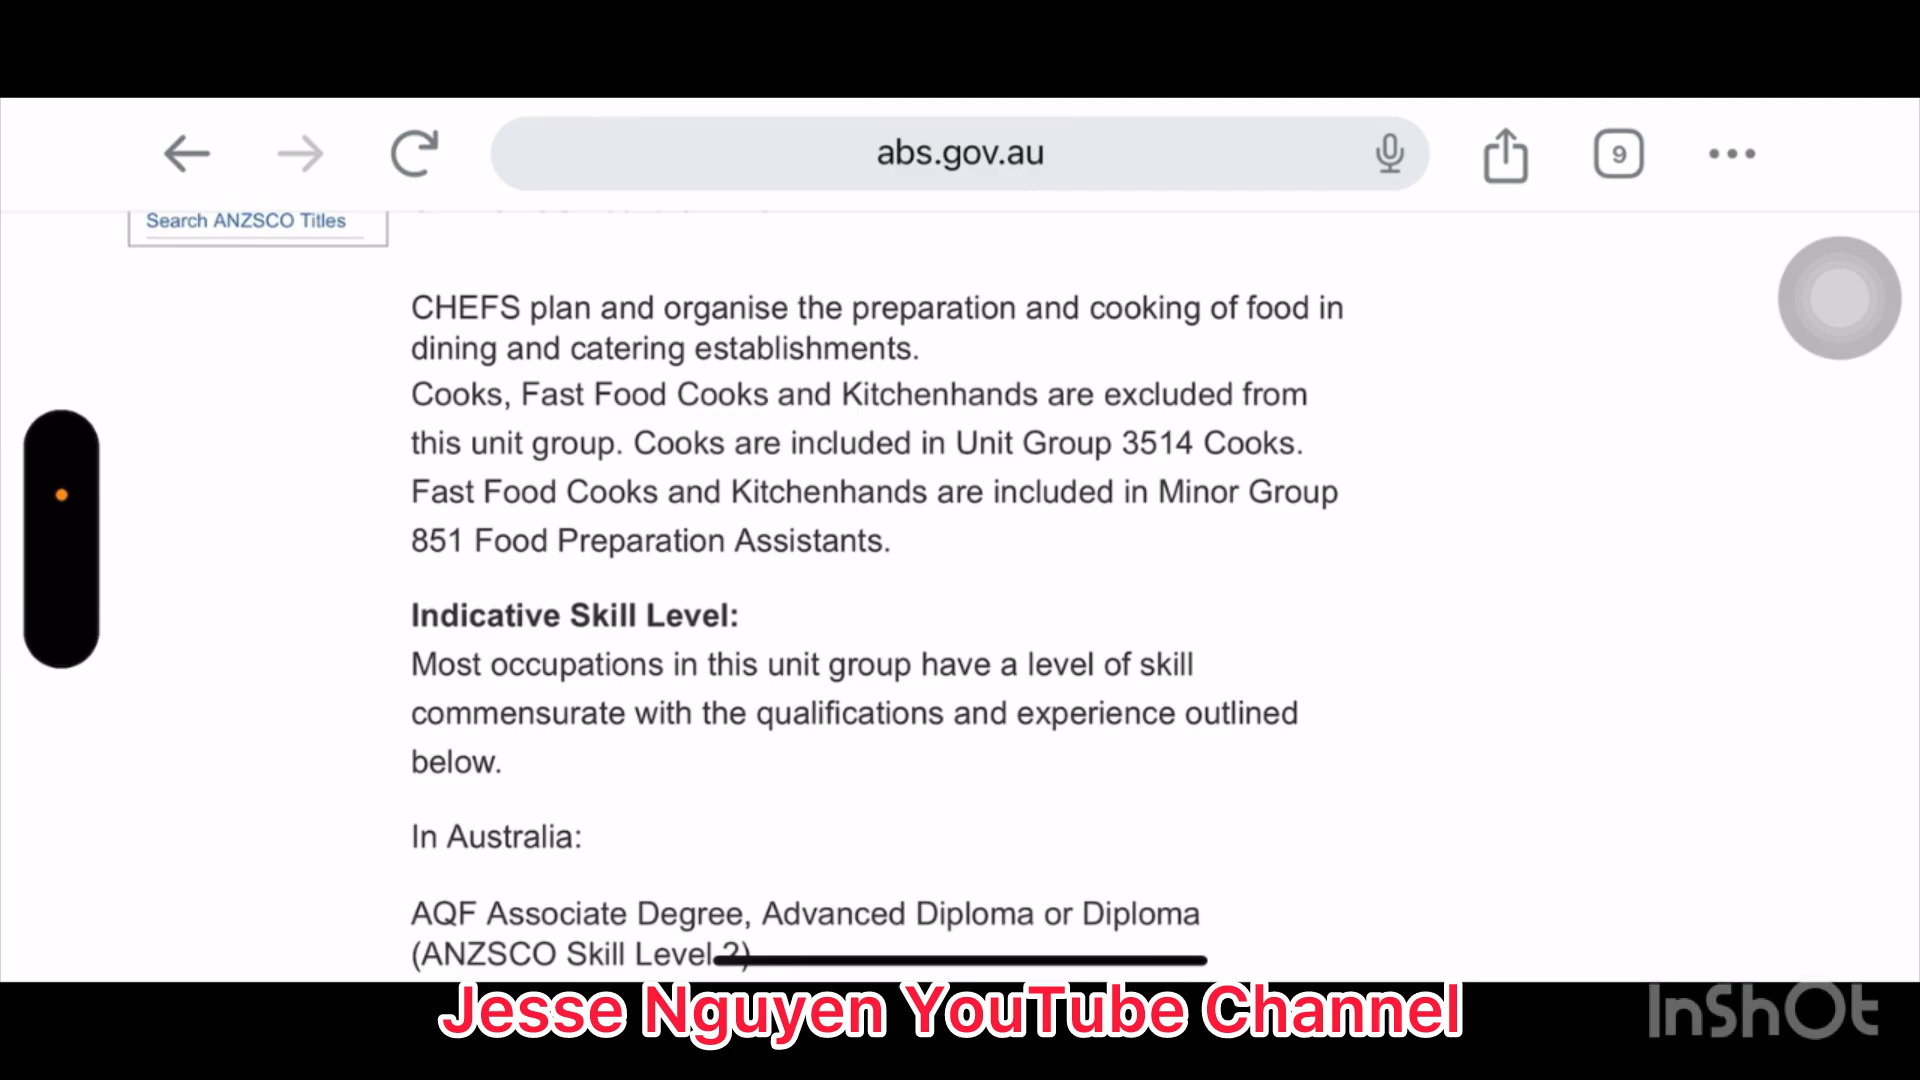 abs.gov.au
9
Search ANZSCO Titles
CHEFS plan and organise the preparation and cooking of food in
dining and catering establishments.
Cooks, Fast Food Cooks and Kitchenhands are excluded from
this unit group. Cooks are included in Unit Group 3514 Cooks.
Fast Food Cooks and Kitchenhands are included in Minor Group
851 Food Preparation Assistants.
Indicative Skill Level:
Most occupations in this unit group have a level of skill
commensurate with the qualifications and experience outlined
below.
In Australia:
AQF Associate Degree, Advanced Diploma or Diploma
(ANZSCO Skill Level 2)
Jesse Nguyen YouTube Channel
InShOt